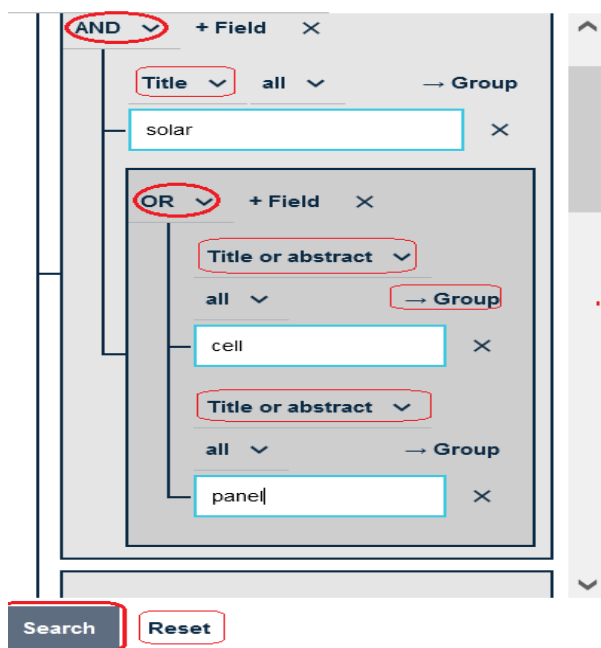 AND + Field ×
Title all → Group
solar ×
OR + Field ×
Title or abstract
all → Group
cell ×
Title or abstract
all → Group
panel ×
Search Reset